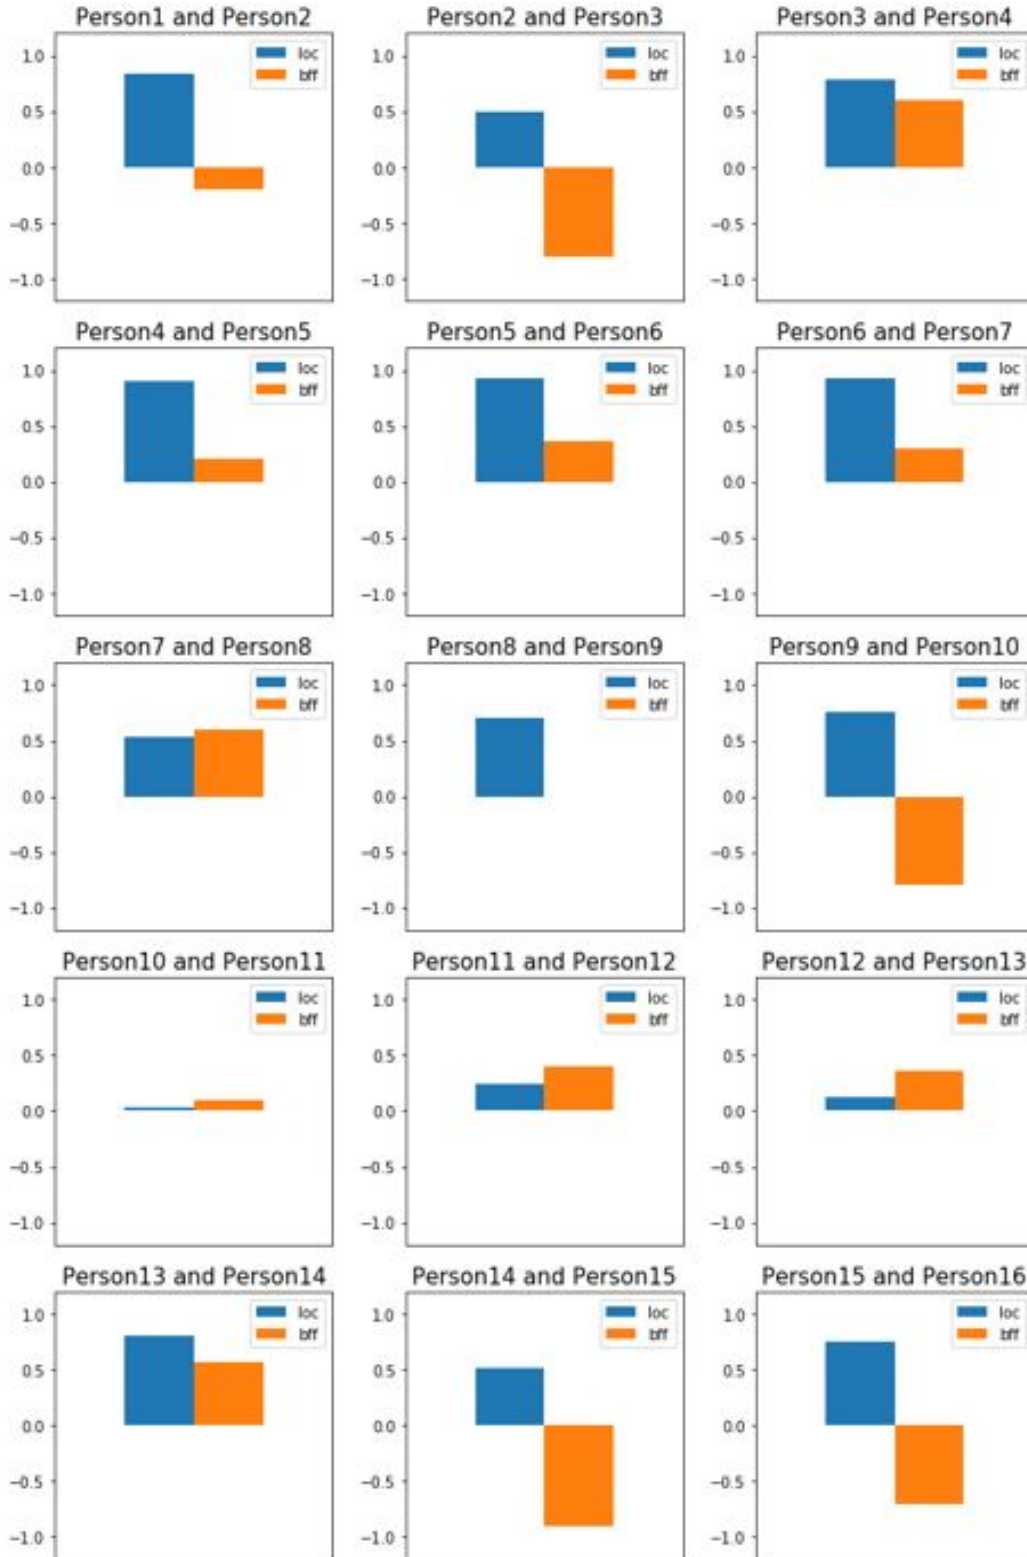 Person1 and Person2
Person2 and Person3
Person3 and Person4
1.0
0.5
0.0
−0.5
−1.0
loc
bff
1.0
0.5
0.0
−0.5
−1.0
loc
bff
1.0
0.5
0.0
−0.5
−1.0
loc
bff
Person4 and Person5
Person5 and Person6
Person6 and Person7
1.0
0.5
0.0
−0.5
−1.0
loc
bff
1.0
0.5
0.0
−0.5
−1.0
loc
bff
1.0
0.5
0.0
−0.5
−1.0
loc
bff
Person7 and Person8
Person8 and Person9
Person9 and Person10
1.0
0.5
0.0
−0.5
−1.0
loc
bff
1.0
0.5
0.0
−0.5
−1.0
loc
bff
1.0
0.5
0.0
−0.5
−1.0
loc
bff
Person10 and Person11
Person11 and Person12
Person12 and Person13
1.0
0.5
0.0
−0.5
−1.0
loc
bff
1.0
0.5
0.0
−0.5
−1.0
loc
bff
1.0
0.5
0.0
−0.5
−1.0
loc
bff
Person13 and Person14
Person14 and Person15
Person15 and Person16
1.0
0.5
0.0
−0.5
−1.0
loc
bff
1.0
0.5
0.0
−0.5
−1.0
loc
bff
1.0
0.5
0.0
−0.5
−1.0
loc
bff